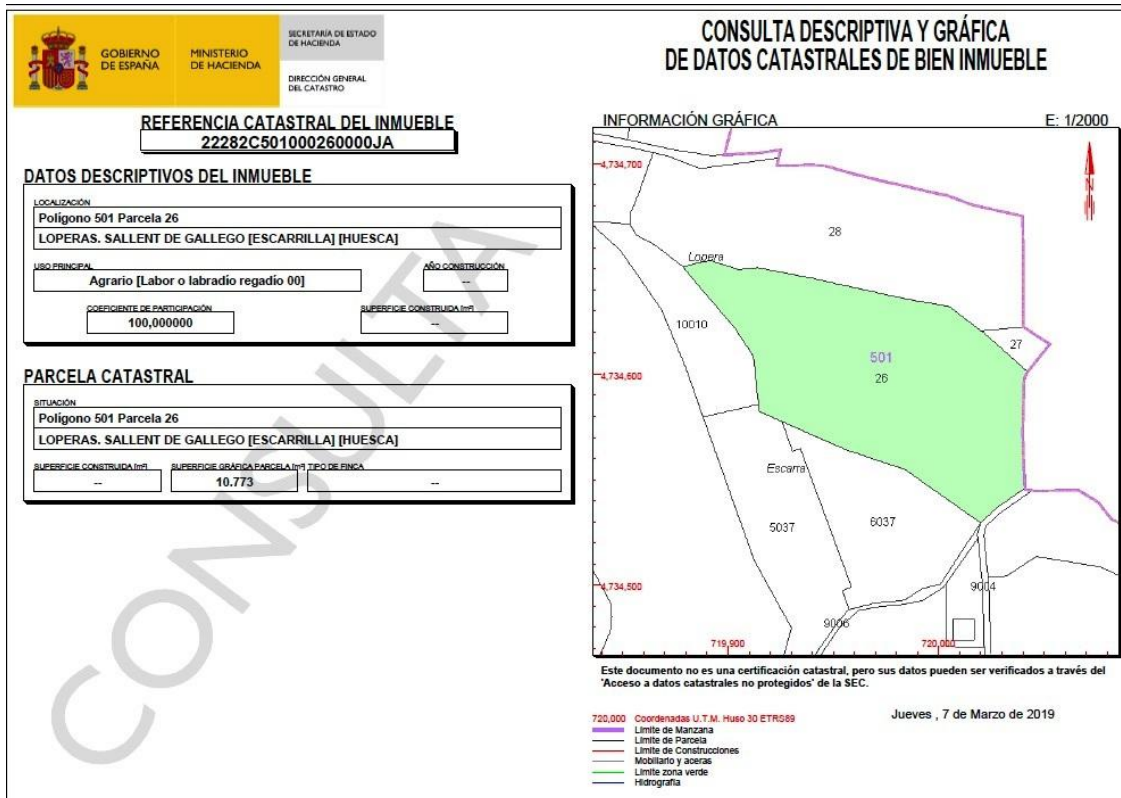 GOBIERNO
DE ESPAÑA
MINISTERIO
DE HACIENDA
SECRETARÍA DE ESTADO
DE HACIENDA
DIRECCIÓN GENERAL
DEL CATASTRO
CONSULTA DESCRIPTIVA Y GRÁFICA
DE DATOS CATASTRALES DE BIEN INMUEBLE
REFERENCIA CATASTRAL DEL INMUEBLE
22282C501000260000JA
DATOS DESCRIPTIVOS DEL INMUEBLE
LOCALIZACIÓN
Polígono 501 Parcela 26
LOPERAS. SALLENT DE GALLEGO [ESCARRILLA] [HUESCA]
USO PRINCIPAL
Agrario [Labor o labradío regadío 00]
AÑO CONSTRUCCIÓN
--
COEFICIENTE DE PARTICIPACIÓN
100,000000
SUPERFICIE CONSTRUIDA [m²]
--
PARCELA CATASTRAL
SITUACIÓN
Polígono 501 Parcela 26
LOPERAS. SALLENT DE GALLEGO [ESCARRILLA] [HUESCA]
SUPERFICIE CONSTRUIDA [m²]
--
SUPERFICIE GRÁFICA PARCELA [m²]
10.773
TIPO DE FINCA
--
CONSULTA
INFORMACIÓN GRÁFICA E: 1/2000
4,734,700
N
28
Lopera
10010
27
501
4,734,600
26
Escarra
5037
6037
4,734,500
9004
9006
719,900
720,000
Este documento no es una certificación catastral, pero sus datos pueden ser verificados a través del
'Acceso a datos catastrales no protegidos' de la SEC.
720,000 Coordenadas U.T.M. Huso 30 ETRS89
Límite de Manzana
Límite de Parcela
Límite de Construcciones
Mobiliario y aceras
Límite zona verde
Hidrografía
Jueves , 7 de Marzo de 2019